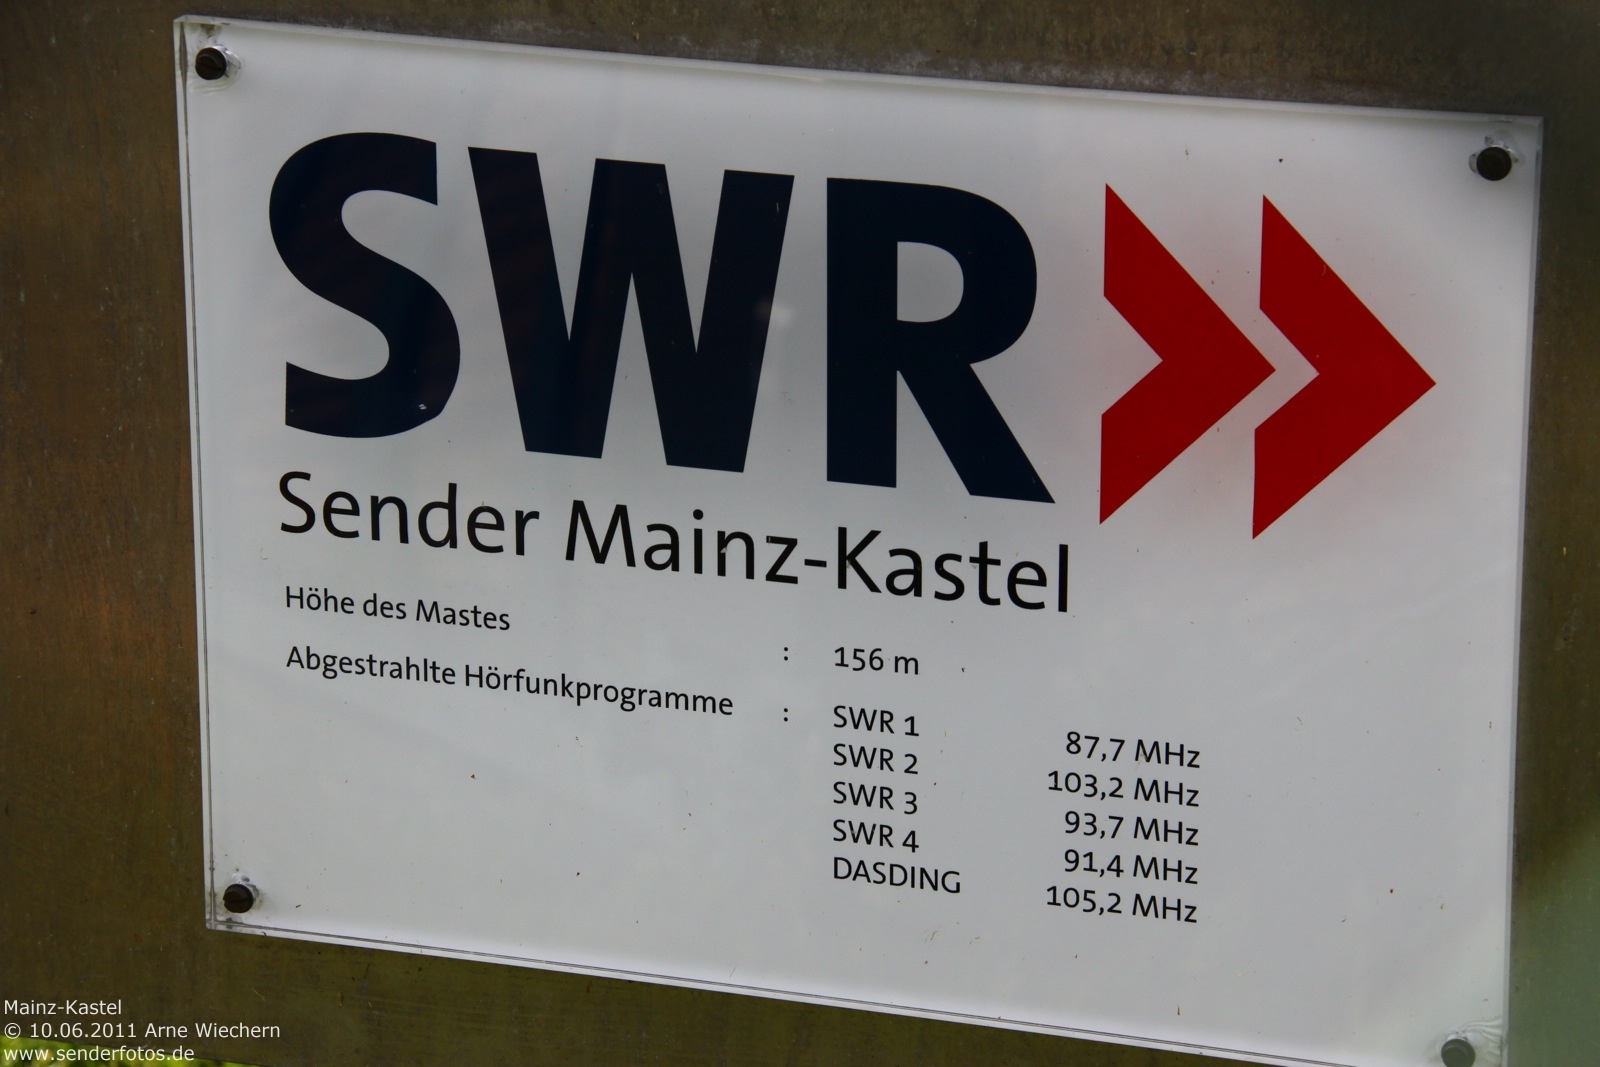 SWR
Sender Mainz-Kastel
Höhe des Mastes : 156 m
Abgestrahlte Hörfunkprogramme : SWR 1 87,7 MHz
SWR 2 103,2 MHz
SWR 3 93,7 MHz
SWR 4 91,4 MHz
DASDING 105,2 MHz
Mainz-Kastel
© 10.06.2011 Arne Wiechern
www.senderfotos.de